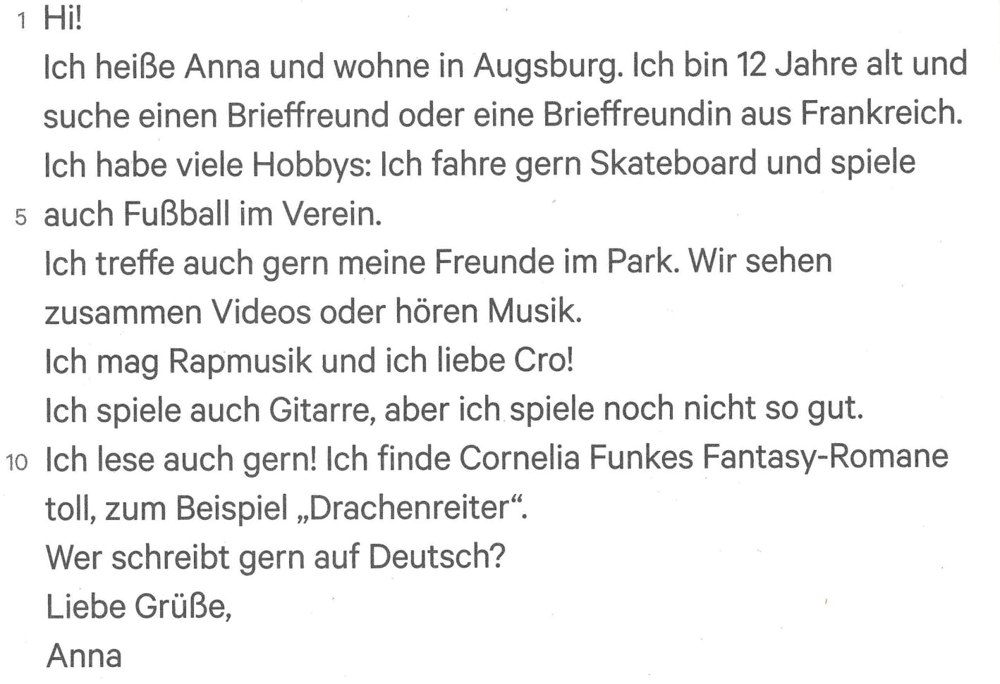 1 Hi!
Ich heiße Anna und wohne in Augsburg. Ich bin 12 Jahre alt und
suche einen Brieffreund oder eine Brieffreundin aus Frankreich.
Ich habe viele Hobbys: Ich fahre gern Skateboard und spiele
5 auch Fußball im Verein.
Ich treffe auch gern meine Freunde im Park. Wir sehen
zusammen Videos oder hören Musik.
Ich mag Rapmusik und ich liebe Cro!
Ich spiele auch Gitarre, aber ich spiele noch nicht so gut.
10 Ich lese auch gern! Ich finde Cornelia Funkes Fantasy-Romane
toll, zum Beispiel „Drachenreiter“.
Wer schreibt gern auf Deutsch?
Liebe Grüße,
Anna